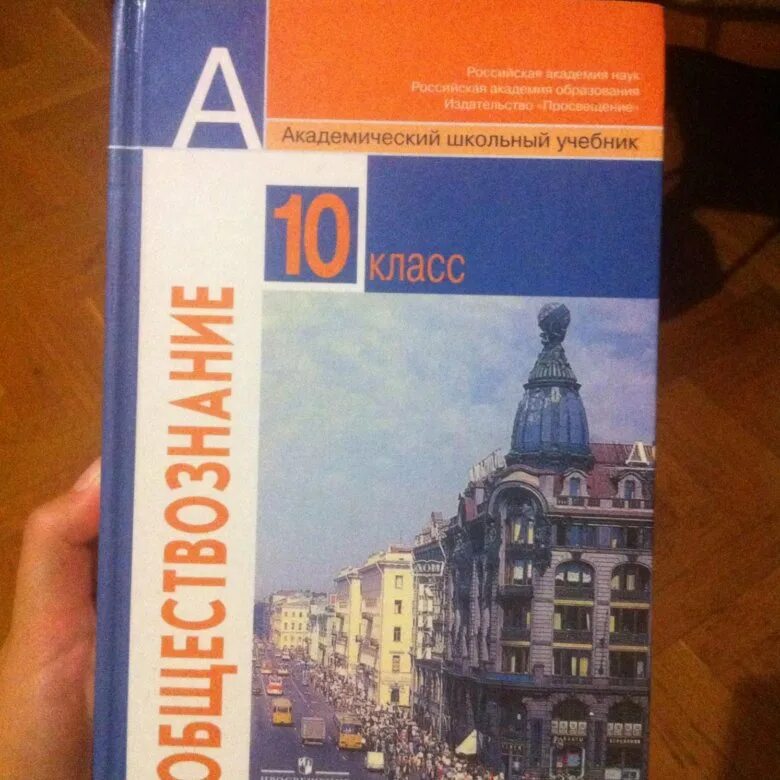 А
Российская академия наук
Российская академия образования
Издательство «Просвещение»
Академический школьный учебник
10
класс
ОБЩЕСТВОЗНАНИЕ